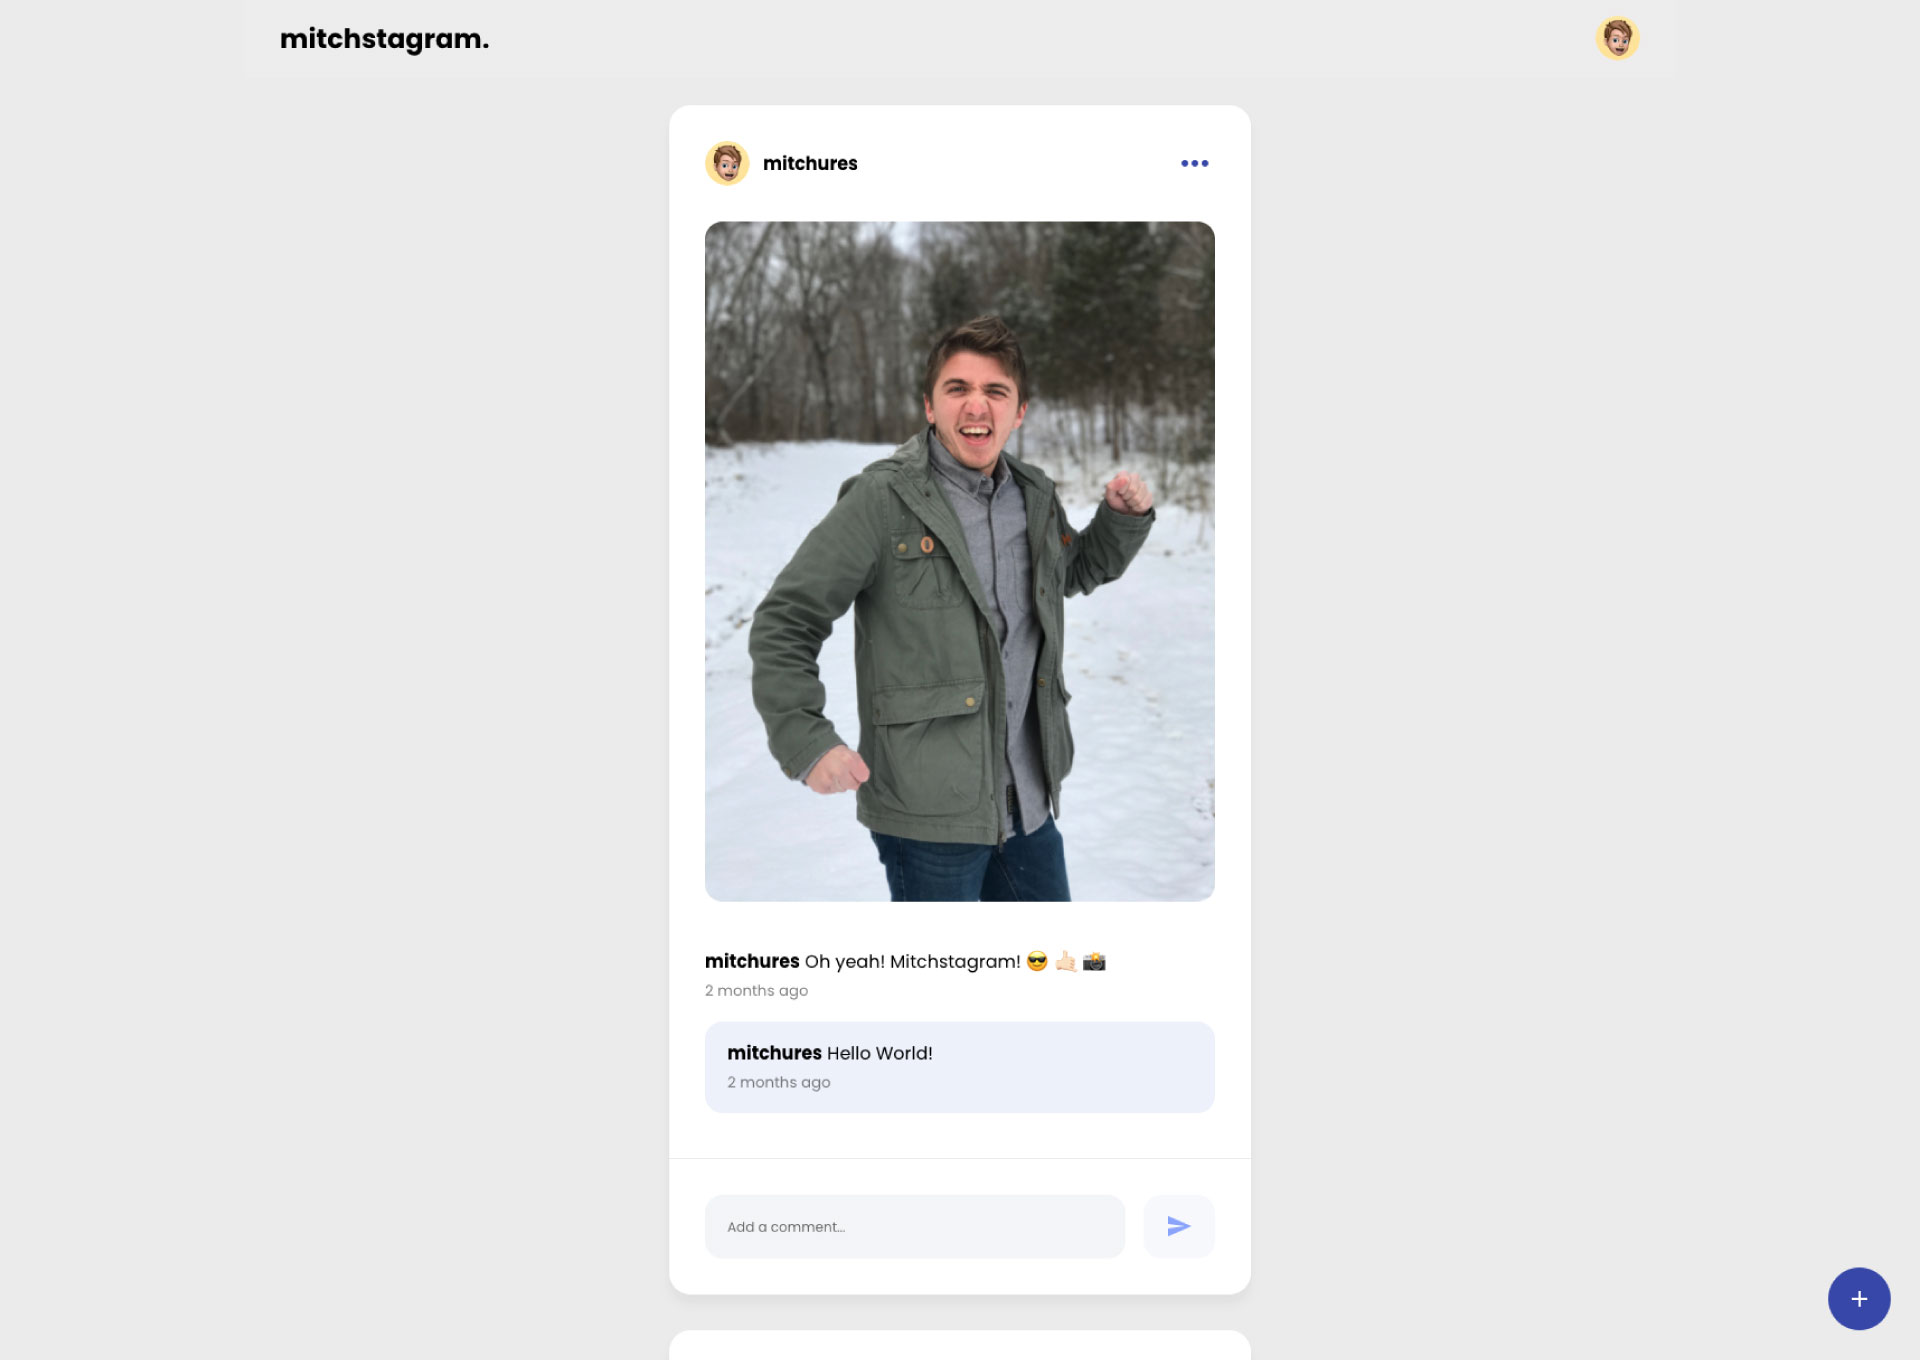 mitchstagram.
mitchures
mitchures Oh yeah! Mitchstagram! 😎 🤙🏻 📸
2 months ago
mitchures Hello World!
2 months ago
Add a comment...